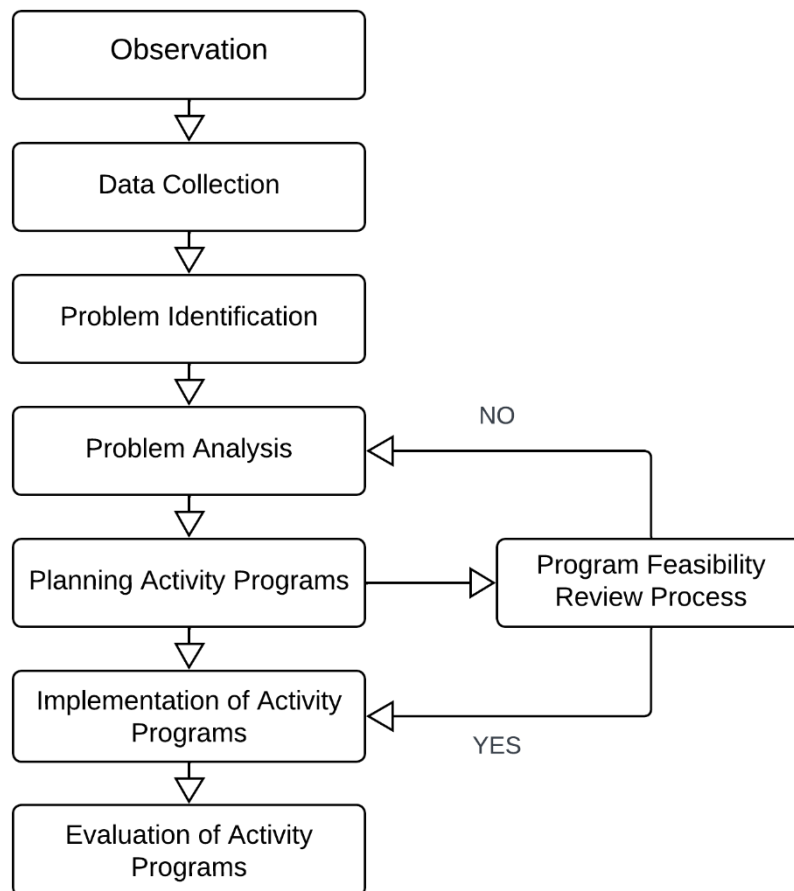 Observation
Data Collection
Problem Identification
NO
Problem Analysis
Planning Activity Programs
Program Feasibility
Review Process
Implementation of Activity
Programs
YES
Evaluation of Activity
Programs